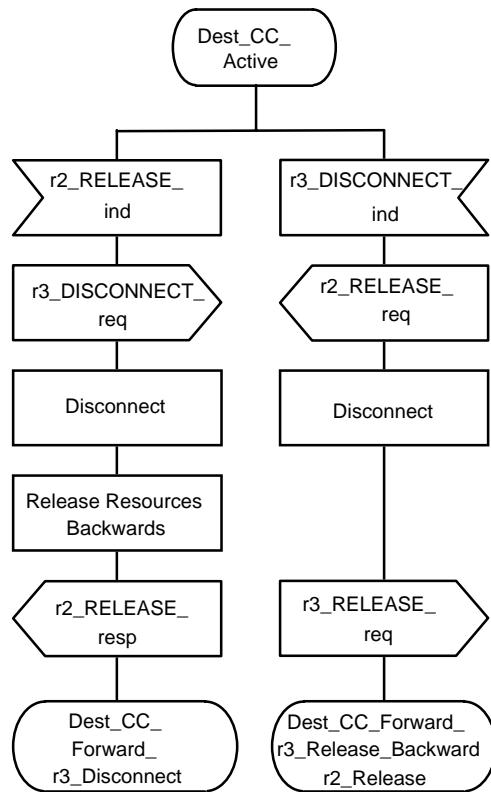 Dest_CC_
Active
r2_RELEASE_
ind
r3_DISCONNECT_
req
Disconnect
Release Resources
Backwards
r2_RELEASE_
resp
Dest_CC_
Forward_
r3_Disconnect
r3_DISCONNECT_
ind
r2_RELEASE_
req
Disconnect
r3_RELEASE_
req
Dest_CC_Forward_
r3_Release_Backward
r2_Release